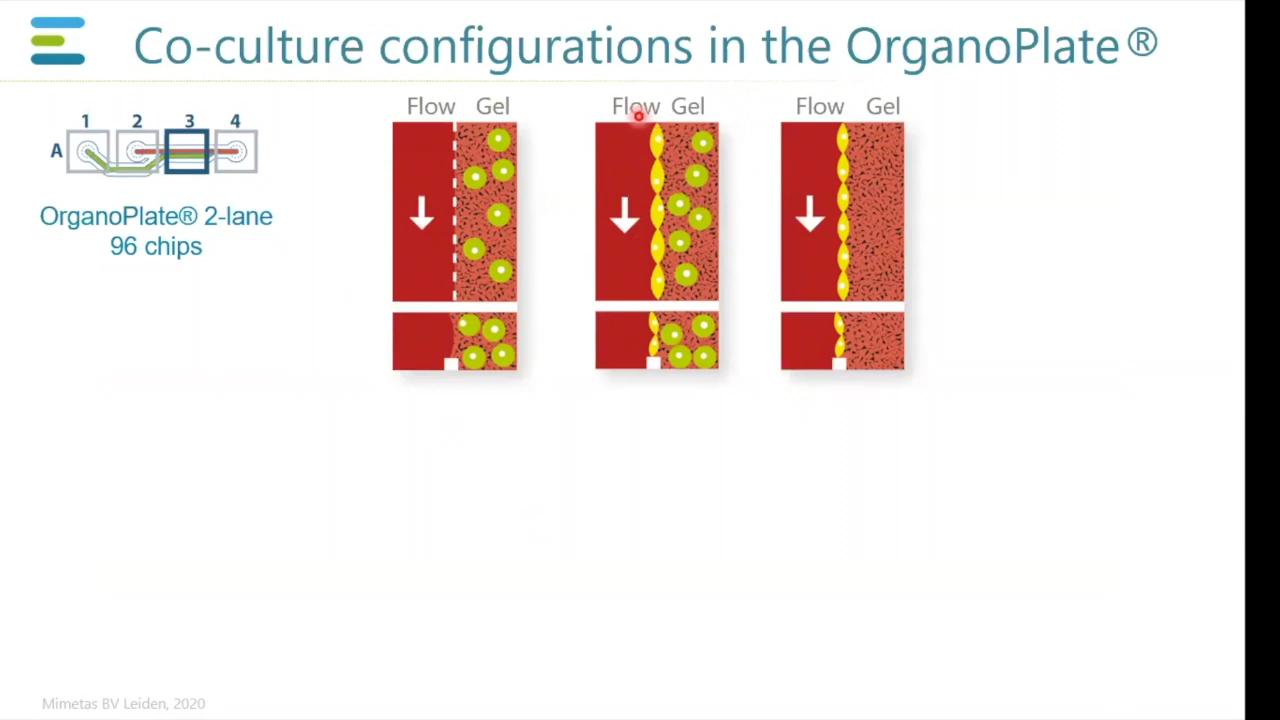 Co-culture configurations in the OrganoPlate®
1 2 3 4
A
OrganoPlate® 2-lane
96 chips
Flow Gel
Flow Gel
Flow Gel
Mimetas BV Leiden, 2020